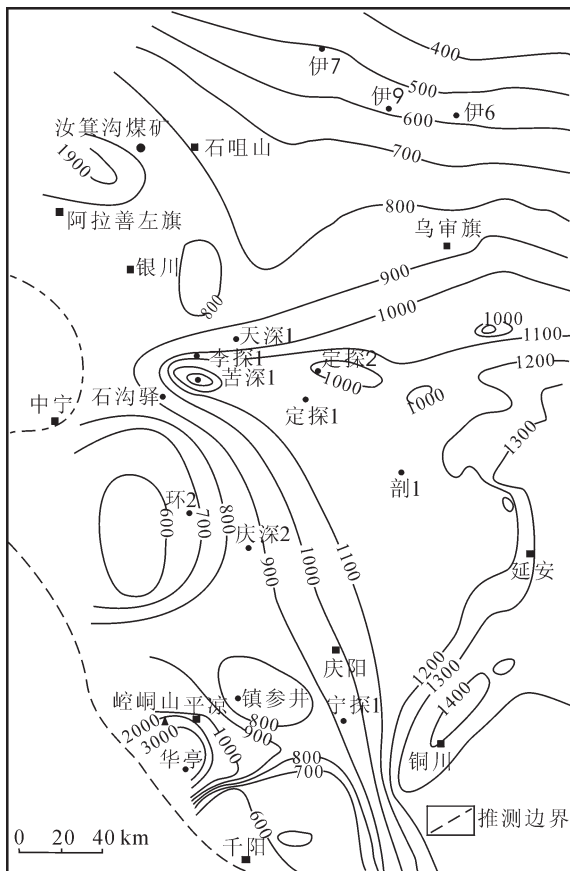 400
伊7
500
伊9
伊6
600
汝箕沟煤矿
石咀山
700
1900
800
阿拉善左旗
乌审旗
银川
900
800
1000
1000
天深1
1100
李探1
定探2
1200
苦深1
1000
石沟驿
1000
中宁
定探1
1300
剖1
环2
600
700
800
庆深2
900
1000
1100
延安
庆阳
1200
1300
镇参井
1400
崆峒山
平凉
宁探1
800
2000
900
3000
1000
铜川
华亭
800
700
600
推测边界
千阳
0 20 40 km